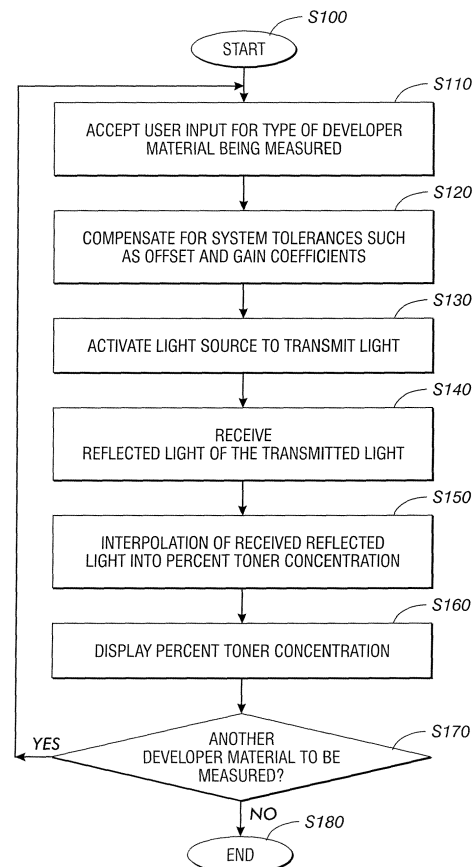 S100
START
S110
ACCEPT USER INPUT FOR TYPE OF DEVELOPER
MATERIAL BEING MEASURED
S120
COMPENSATE FOR SYSTEM TOLERANCES SUCH
AS OFFSET AND GAIN COEFFICIENTS
S130
ACTIVATE LIGHT SOURCE TO TRANSMIT LIGHT
S140
RECEIVE
REFLECTED LIGHT OF THE TRANSMITTED LIGHT
S150
INTERPOLATION OF RECEIVED REFLECTED
LIGHT INTO PERCENT TONER CONCENTRATION
S160
DISPLAY PERCENT TONER CONCENTRATION
S170
YES
ANOTHER
DEVELOPER MATERIAL TO BE
MEASURED?
NO
S180
END